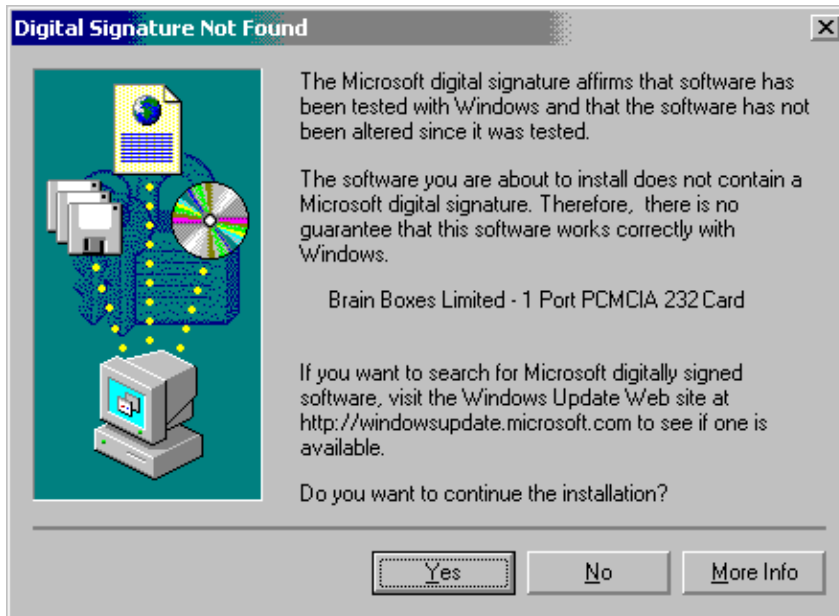 Digital Signature Not Found
The Microsoft digital signature affirms that software has
been tested with Windows and that the software has not
been altered since it was tested.
The software you are about to install does not contain a
Microsoft digital signature. Therefore, there is no
guarantee that this software works correctly with
Windows.
Brain Boxes Limited - 1 Port PCMCIA 232 Card
If you want to search for Microsoft digitally signed
software, visit the Windows Update Web site at
http://windowsupdate.microsoft.com to see if one is
available.
Do you want to continue the installation?
Yes No More Info